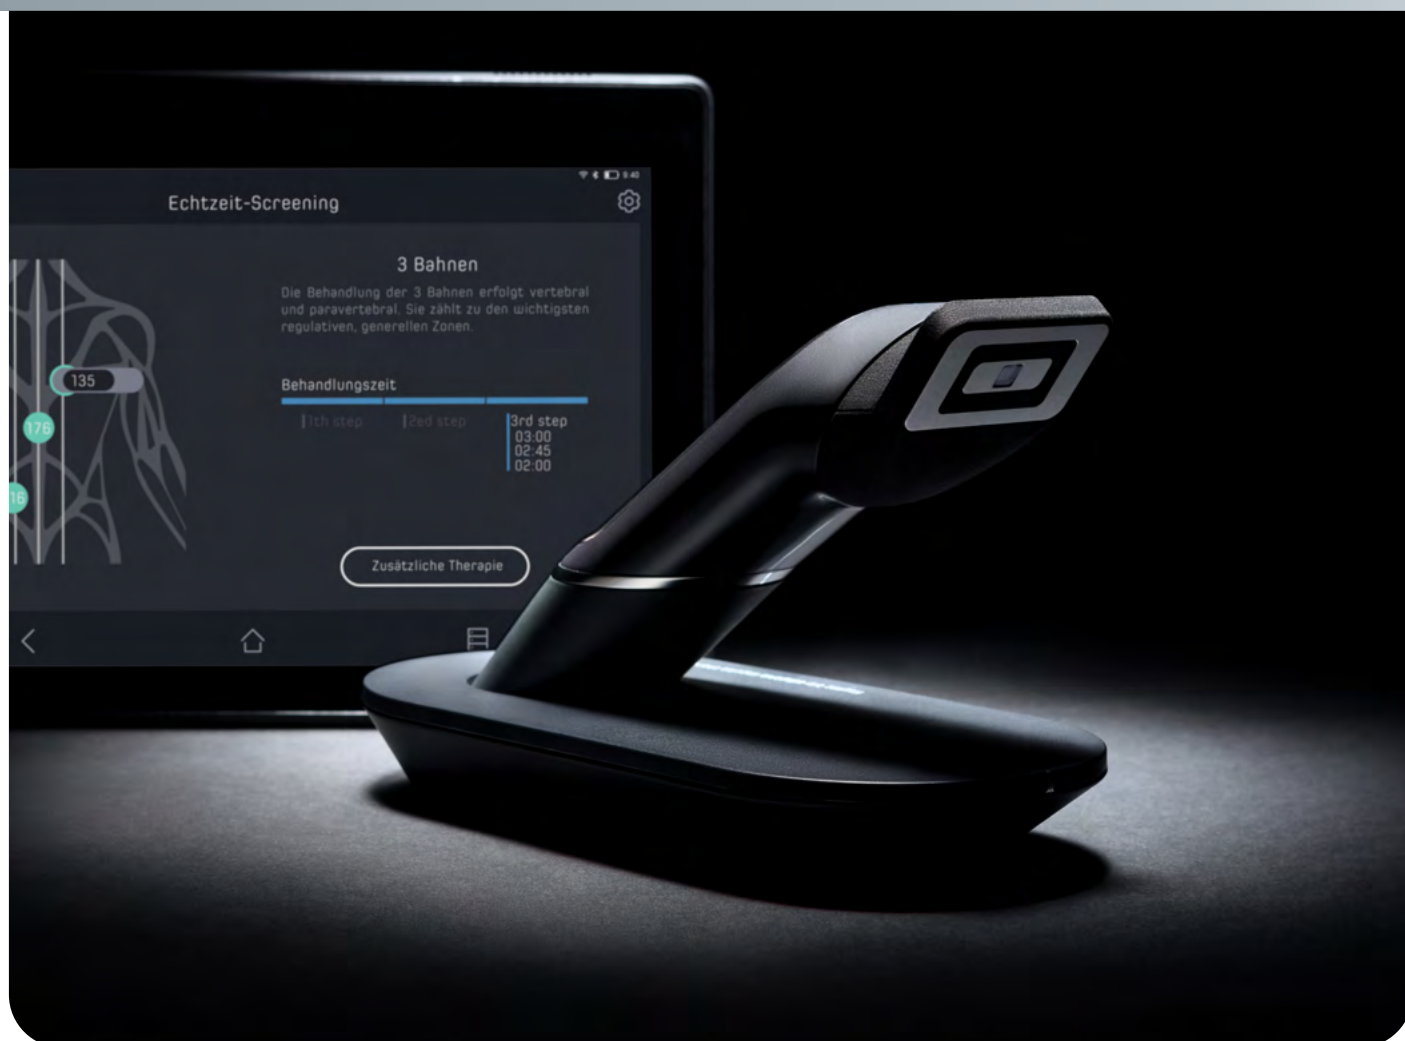 9:40
Echtzeit-Screening
3 Bahnen
Die Behandlung der 3 Bahnen erfolgt vertebral
und paravertebral. Sie zählt zu den wichtigsten
regulativen, generellen Zonen.
135
Behandlungszeit
1th step 2ed step 3rd step
176
03:00
02:45
02:00
16
Zusätzliche Therapie